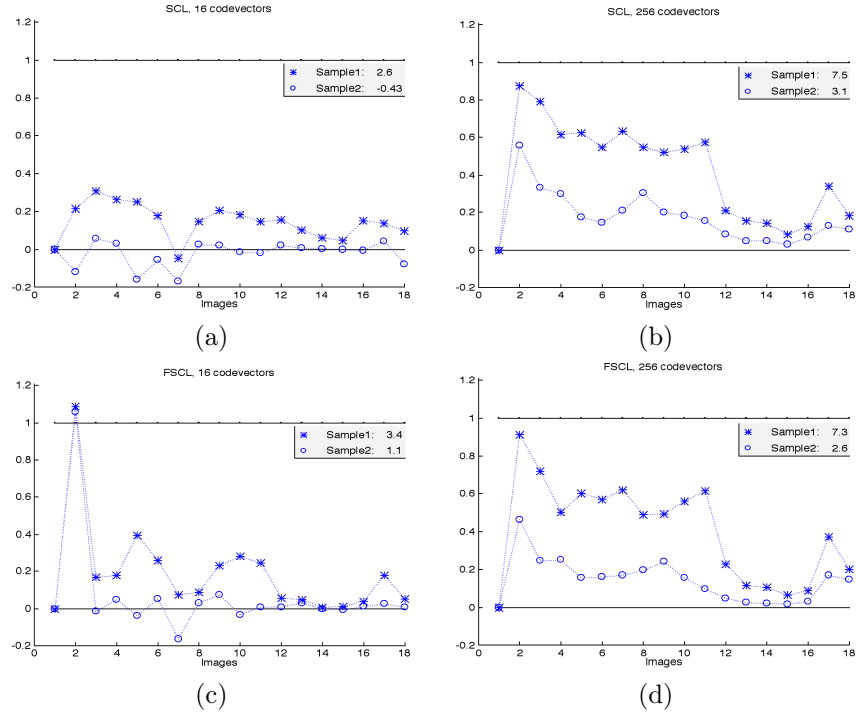 SCL, 16 codevectors
1.2
1
0.8
0.6
0.4
0.2
0
-0.2
Sample1: 2.6
Sample2: -0.43
0 2 4 6 8 10 12 14 16 18
Images
(a)
SCL, 256 codevectors
1.2
1
0.8
0.6
0.4
0.2
0
-0.2
Sample1: 7.5
Sample2: 3.1
0 2 4 6 8 10 12 14 16 18
Images
(b)
FSCL, 16 codevectors
1.2
1
0.8
0.6
0.4
0.2
0
-0.2
Sample1: 3.4
Sample2: 1.1
0 2 4 6 8 10 12 14 16 18
Images
(c)
FSCL, 256 codevectors
1.2
1
0.8
0.6
0.4
0.2
0
-0.2
Sample1: 7.3
Sample2: 2.6
0 2 4 6 8 10 12 14 16 18
Images
(d)